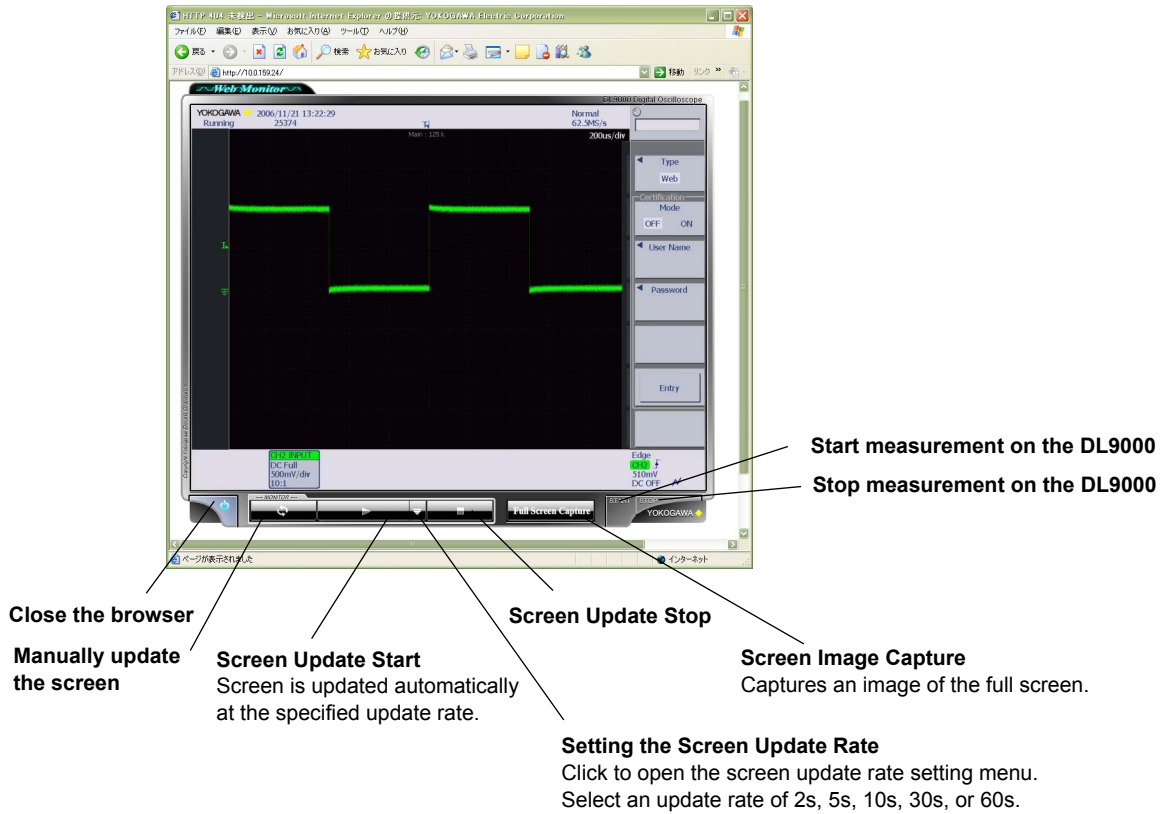 HTTP 404 未検出 - Microsoft Internet Explorer の提供元: YOKOGAWA Electric Corporation
ファイル(F) 編集(E) 表示(V) お気に入り(A) ツール(T) ヘルプ(H)
戻る 検索 お気に入り
アドレス(D) http://10.0.159.24/ 移動 リンク »
Web Monitor
DL9000 Digital Oscilloscope
YOKOGAWA 2006/11/21 13:22:29 Normal
Running 25374 62.5MS/s
Main : 125 k 200us/div
Type
Web
Certification
Mode
OFF ON
User Name
Password
Entry
CH2 INPUT
DC Full
500mV/div
10:1
Edge
CH2
510mV
DC OFF
MONITOR
Full Screen Capture
START STOP
YOKOGAWA
ページが表示されました インターネット
Start measurement on the DL9000
Stop measurement on the DL9000
Close the browser
Manually update
the screen
Screen Update Start
Screen is updated automatically
at the specified update rate.
Screen Update Stop
Screen Image Capture
Captures an image of the full screen.
Setting the Screen Update Rate
Click to open the screen update rate setting menu.
Select an update rate of 2s, 5s, 10s, 30s, or 60s.